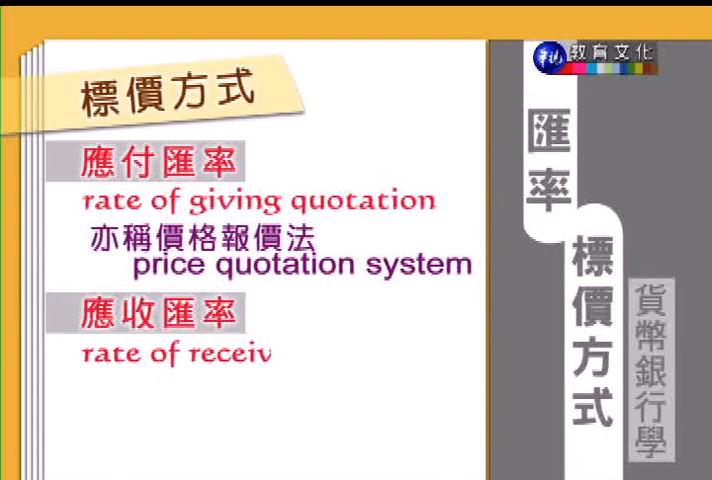 華視 教育文化
標價方式
應付匯率
rate of giving quotation
亦稱價格報價法
price quotation system
應收匯率
rate of receiv
匯率
標價方式
貨幣銀行學